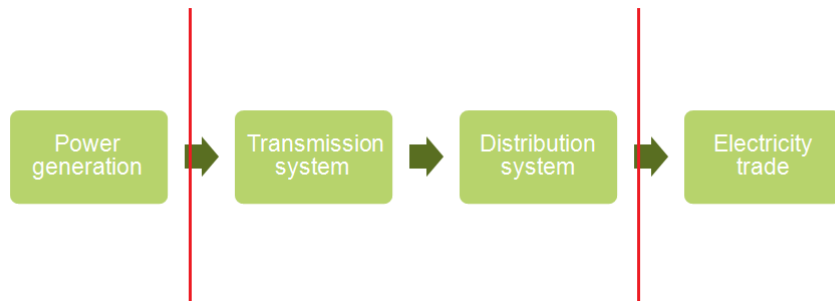 Power
generation
Transmission
system
Distribution
system
Electricity
trade